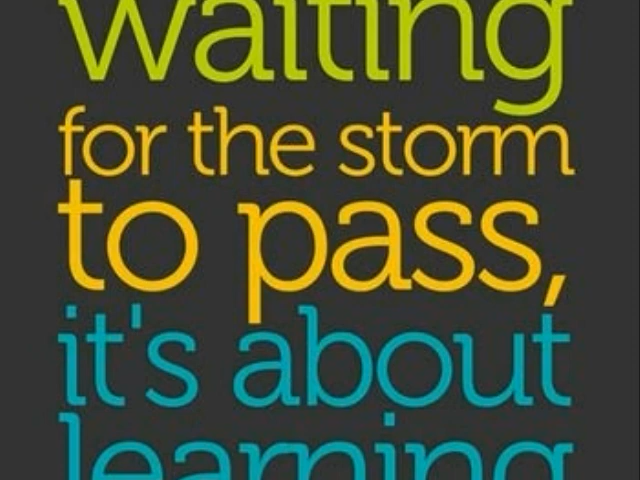 waiting
for the storm
to pass,
it's about
learning